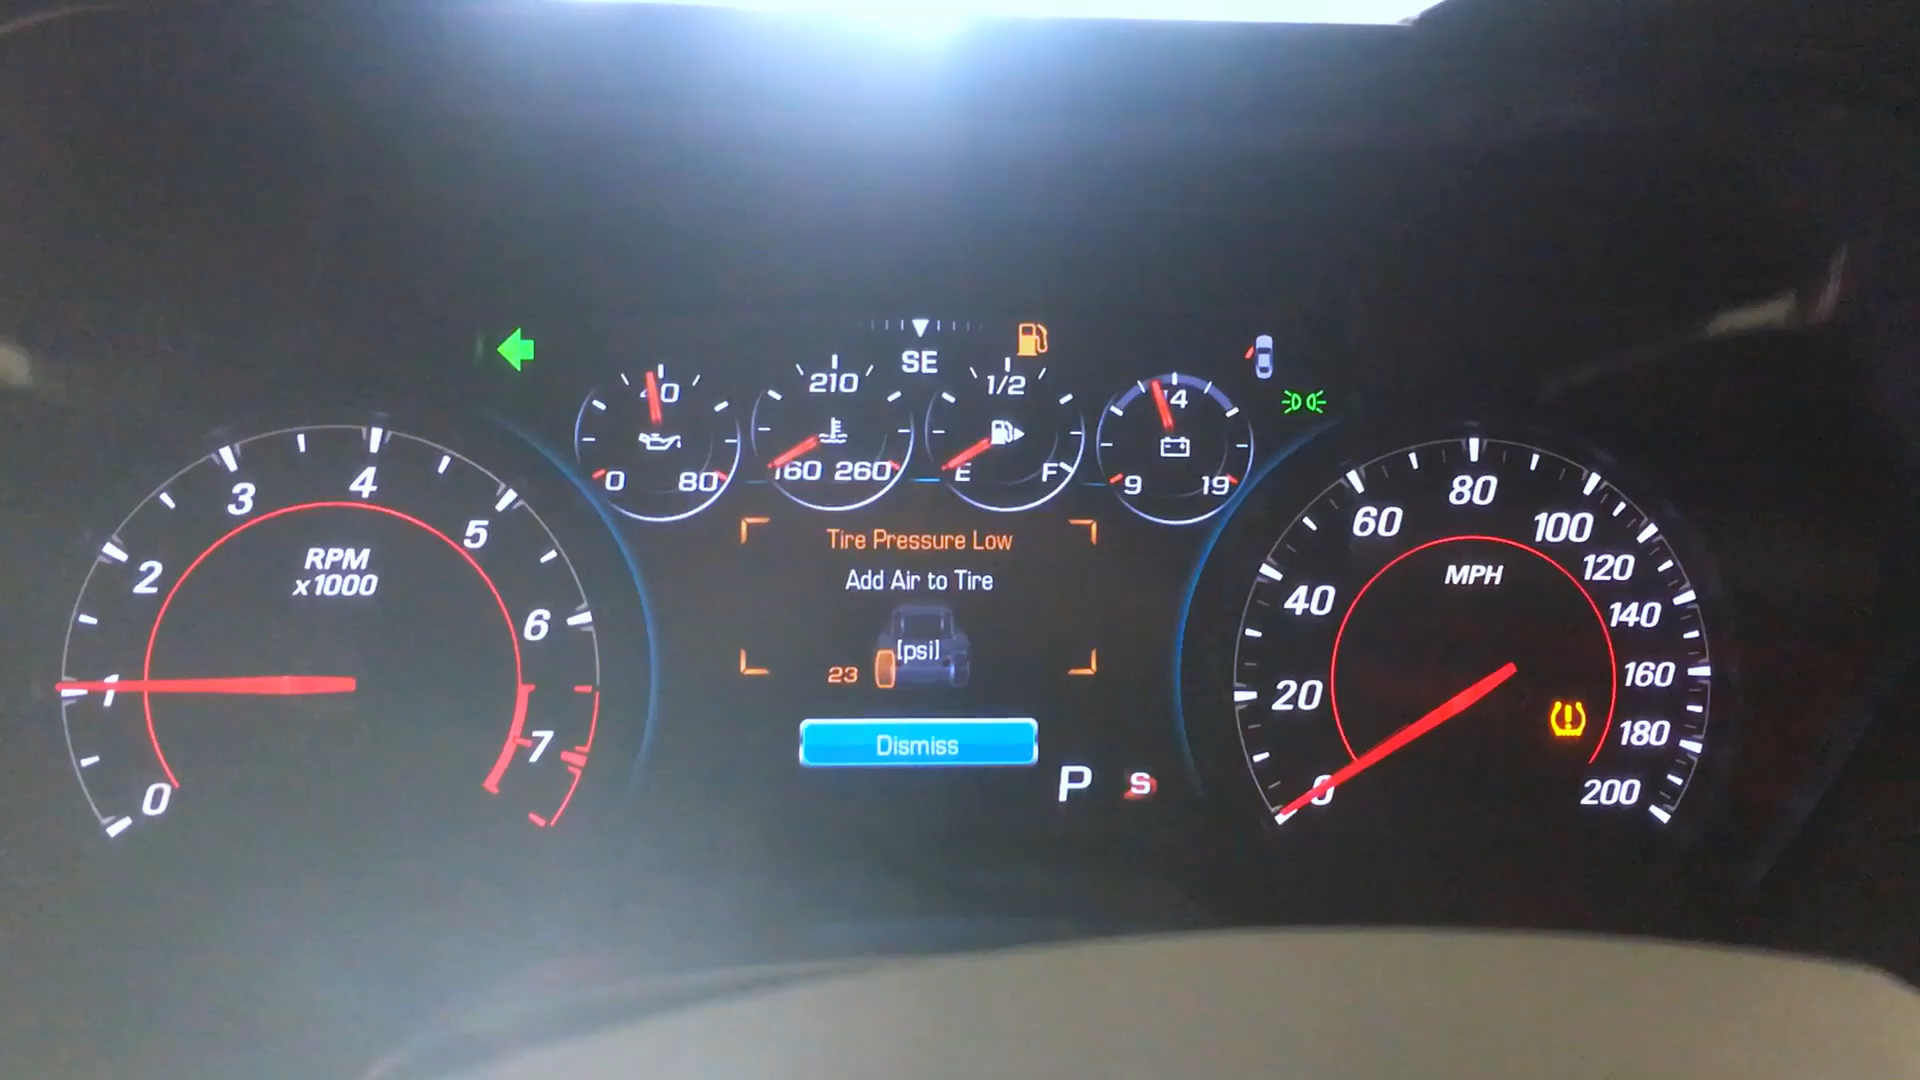 SE
40
0 80
210
160 260
1/2
E F
14
9 19
RPM
x1000
0
1
2
3
4
5
6
7
Tire Pressure Low
Add Air to Tire
[psi]
23
Dismiss
P S
MPH
0
20
40
60
80
100
120
140
160
180
200